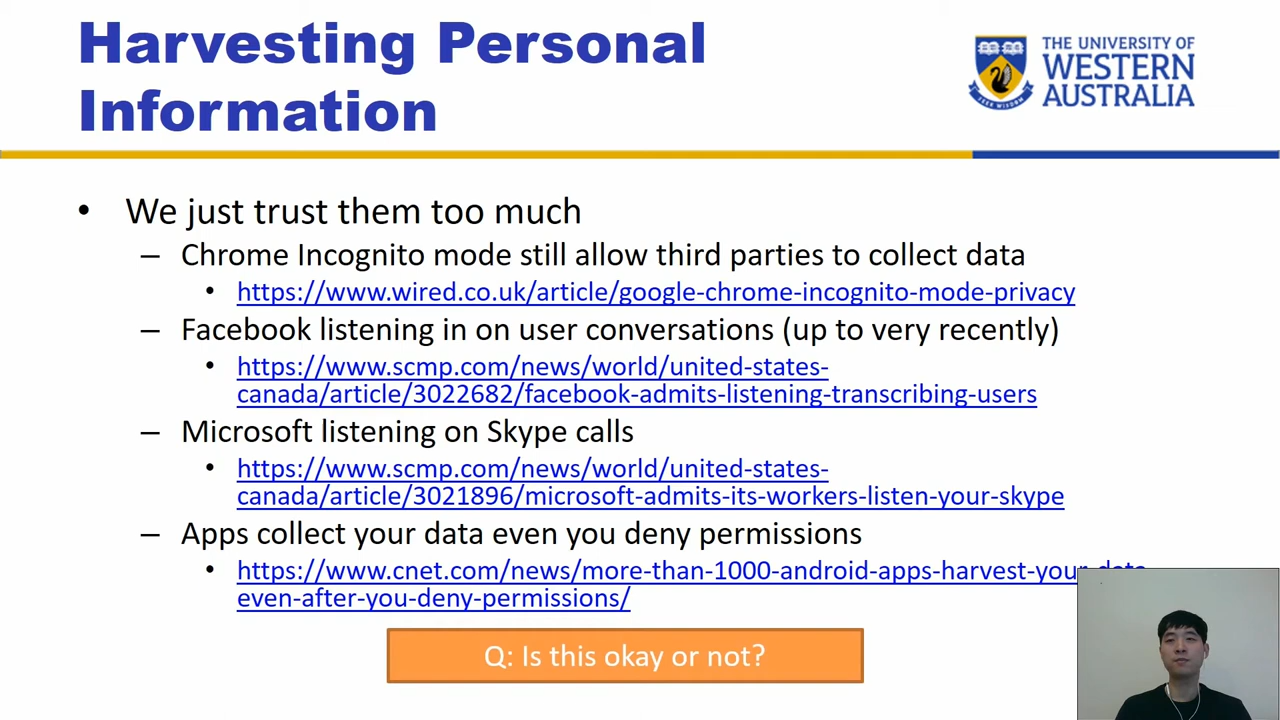 Harvesting Personal
Information
THE UNIVERSITY OF
WESTERN
AUSTRALIA
• We just trust them too much
– Chrome Incognito mode still allow third parties to collect data
• https://www.wired.co.uk/article/google-chrome-incognito-mode-privacy
– Facebook listening in on user conversations (up to very recently)
• https://www.scmp.com/news/world/united-states-
canada/article/3022682/facebook-admits-listening-transcribing-users
– Microsoft listening on Skype calls
• https://www.scmp.com/news/world/united-states-
canada/article/3021896/microsoft-admits-its-workers-listen-your-skype
– Apps collect your data even you deny permissions
• https://www.cnet.com/news/more-than-1000-android-apps-harvest-your-data-
even-after-you-deny-permissions/
Q: Is this okay or not?